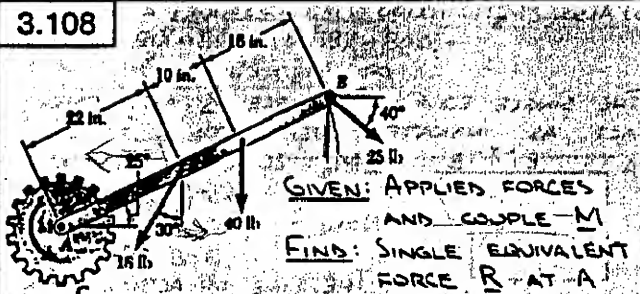 3.108
16 in.
10 in.
22 in.
B
40°
25 lb
25°
GIVEN: APPLIED FORCES
AND COUPLE M
40 lb
30°
A
15 lb
FIND: SINGLE EQUIVALENT
FORCE R AT A